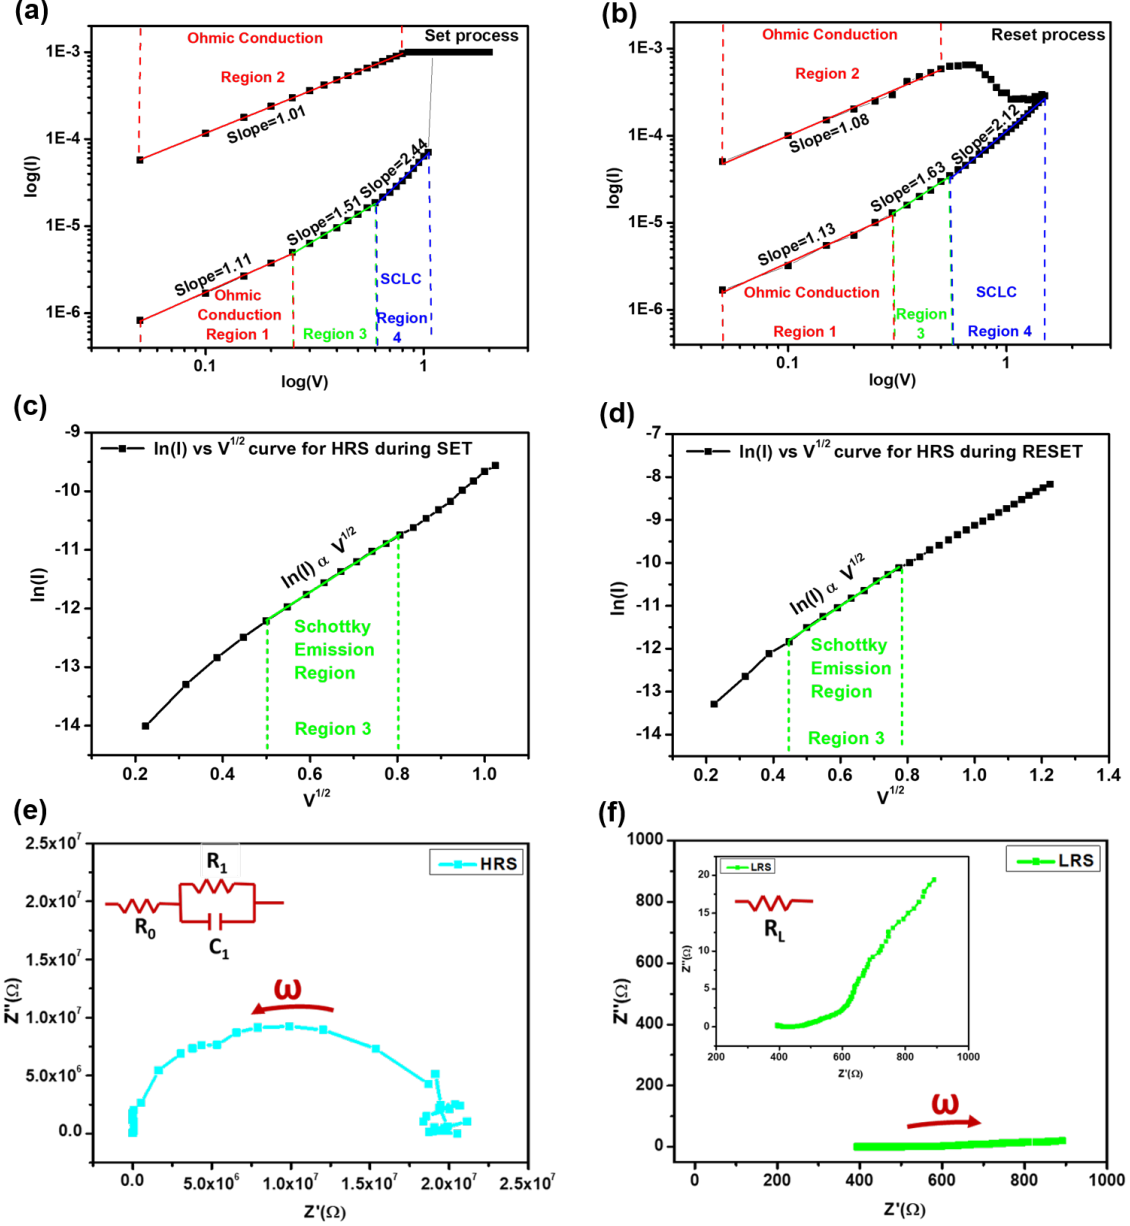 (a)
Ohmic Conduction
Set process
Region 2
Slope=1.01
Slope=1.11
Slope=1.51
Slope=2.44
Ohmic
Conduction
Region 1
Region 3
SCLC
Region
4
1E-3
1E-4
1E-5
1E-6
log(I)
0.1
1
log(V)
(b)
Ohmic Conduction
Reset process
Region 2
Slope=1.08
Slope=1.13
Slope=1.63
Slope=2.12
Ohmic Conduction
Region 1
Region
3
SCLC
Region 4
1E-3
1E-4
1E-5
1E-6
log(I)
0.1
1
log(V)
(c)
ln(I) vs V^1/2 curve for HRS during SET
ln(I) α V^1/2
Schottky
Emission
Region
Region 3
-9
-10
-11
-12
-13
-14
ln(I)
0.2 0.4 0.6 0.8 1.0
V^1/2
(d)
ln(I) vs V^1/2 curve for HRS during RESET
ln(I) α V^1/2
Schottky
Emission
Region
Region 3
-7
-8
-9
-10
-11
-12
-13
-14
ln(I)
0.2 0.4 0.6 0.8 1.0 1.2 1.4
V^1/2
(e)
HRS
R1
R0
C1
ω
2.5x10^7
2.0x10^7
1.5x10^7
1.0x10^7
5.0x10^6
0.0
Z''(Ω)
0.0 5.0x10^6 1.0x10^7 1.5x10^7 2.0x10^7 2.5x10^7
Z'(Ω)
(f)
LRS
LRS
RL
20
15
10
5
0
Z''(Ω)
200 400 600 800 1000
Z'(Ω)
ω
1000
800
600
400
200
0
Z''(Ω)
0 200 400 600 800 1000
Z'(Ω)